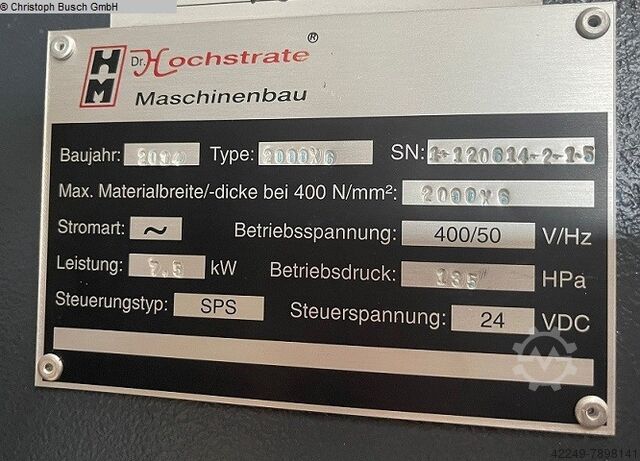 © Christoph Busch GmbH
HM Dr. Hochstrate ®
Maschinenbau
Baujahr: 2014 Type: 2000X6 SN: 1-120614-2-1-5
Max. Materialbreite/-dicke bei 400 N/mm²: 2000X6
Stromart: ~ Betriebsspannung: 400/50 V/Hz
Leistung: 7,5 kW Betriebsdruck: 135 HPa
Steuerungstyp: SPS Steuerspannung: 24 VDC
42249-7898141